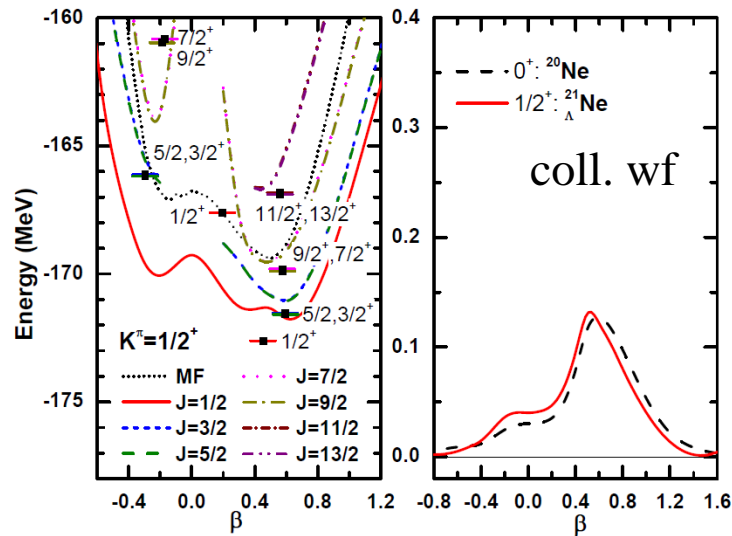 -160
7/2⁺
9/2⁺
-165
5/2,3/2⁺
1/2⁺
11/2⁺,13/2⁺
-170
9/2⁺,7/2⁺
5/2,3/2⁺
Kπ=1/2⁺
1/2⁺
MF
J=7/2
J=1/2
J=9/2
-175
J=3/2
J=11/2
J=5/2
J=13/2
Energy (MeV)
-0.4 0.0 0.4 0.8 1.2
β
0.4
0⁺: ²⁰Ne
1/2⁺: ²¹ΛNe
0.3
coll. wf
0.2
0.1
0.0
-0.8 -0.4 0.0 0.4 0.8 1.2 1.6
β